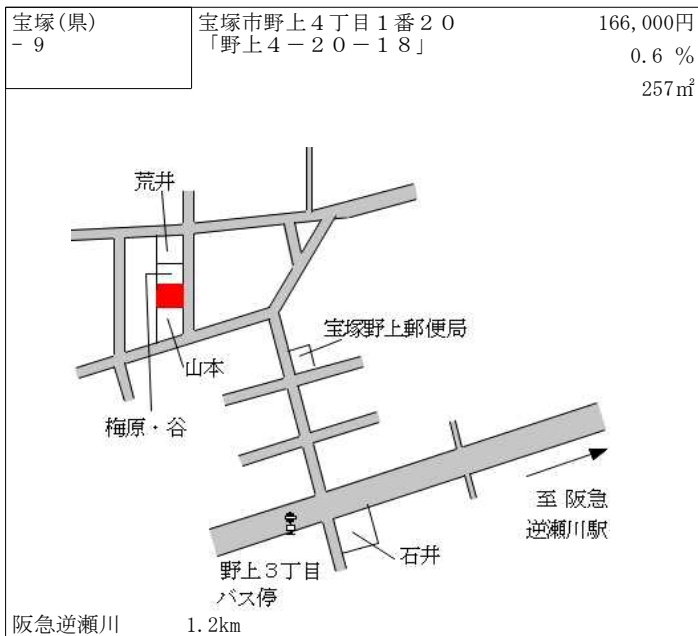 宝塚(県)
- 9
宝塚市野上４丁目１番２０
「野上４－２０－１８」
166,000円
0.6 %
257㎡
荒井
宝塚野上郵便局
山本
梅原・谷
至 阪急
逆瀬川駅
石井
野上３丁目
バス停
阪急逆瀬川 1.2km